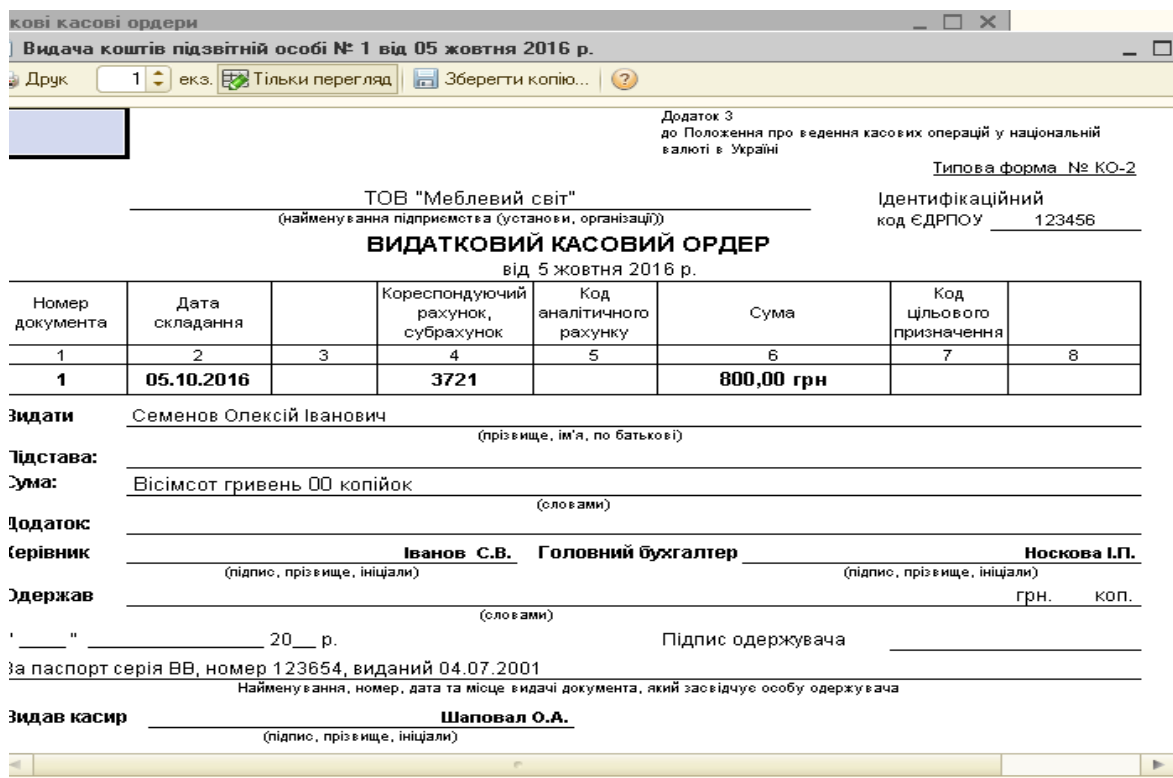 кові касові ордери
Видача коштів підзвітній особі № 1 від 05 жовтня 2016 р.
Друк 1 екз. Тільки перегляд Зберегти копію...
Додаток 3
до Положення про ведення касових операцій у національній
валюті в Україні
Типова форма № КО-2
ТОВ "Меблевий світ" Ідентифікаційний
(найменування підприємства (установи, організації)) код ЄДРПОУ 123456
ВИДАТКОВИЙ КАСОВИЙ ОРДЕР
від 5 жовтня 2016 р.
Номер документа Дата складання Кореспондуючий рахунок, субрахунок Код аналітичного рахунку Сума Код цільового призначення
1 2 3 4 5 6 7 8
1 05.10.2016 3721 800,00 грн
Видати Семенов Олексій Іванович
(прізвище, ім'я, по батькові)
Підстава:
Сума: Вісімсот гривень 00 копійок
(словами)
Додаток:
Керівник Іванов С.В. Головний бухгалтер Носкова І.П.
(підпис, прізвище, ініціали) (підпис, прізвище, ініціали)
Одержав грн. коп.
(словами)
" ____ " ______________ 20__ р. Підпис одержувача
За паспорт серія ВВ, номер 123654, виданий 04.07.2001
Найменування, номер, дата та місце видачі документа, який засвідчує особу одержувача
Видав касир Шаповал О.А.
(підпис, прізвище, ініціали)